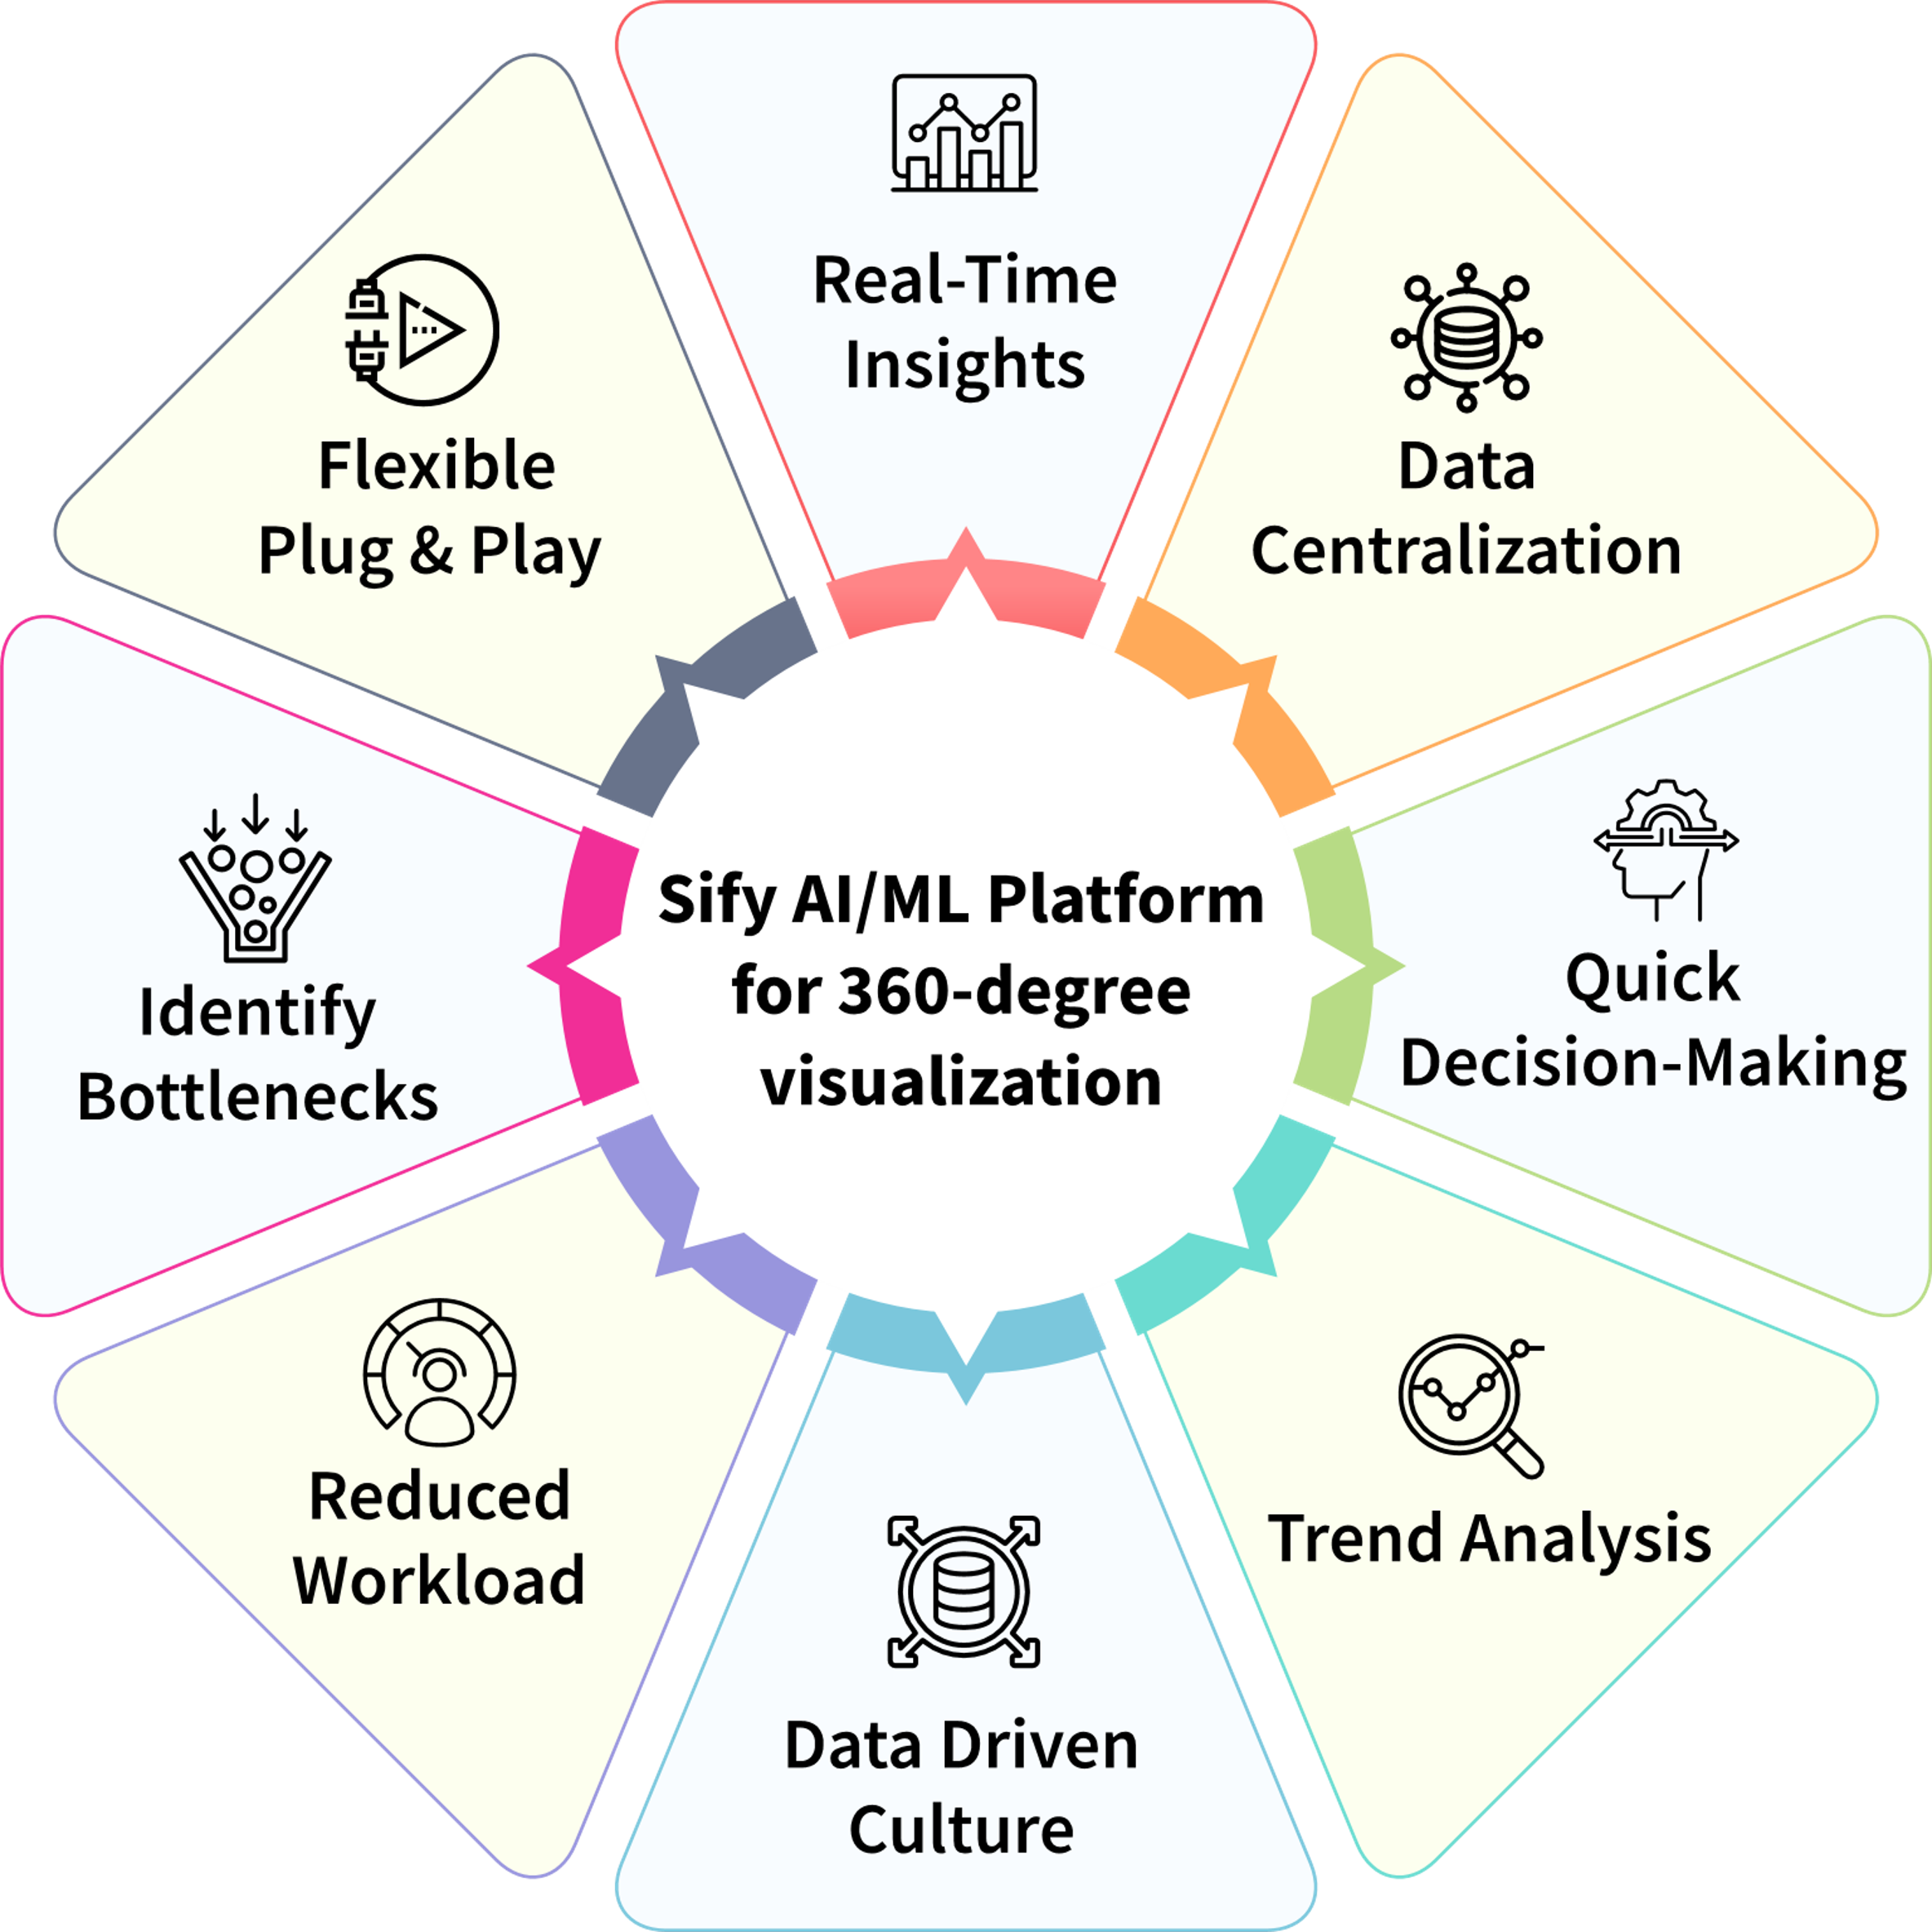 Real-Time
Insights
Data
Centralization
Quick
Decision-Making
Trend Analysis
Data Driven
Culture
Reduced
Workload
Identify
Bottlenecks
Flexible
Plug & Play
Sify AI/ML Platform
for 360-degree
visualization